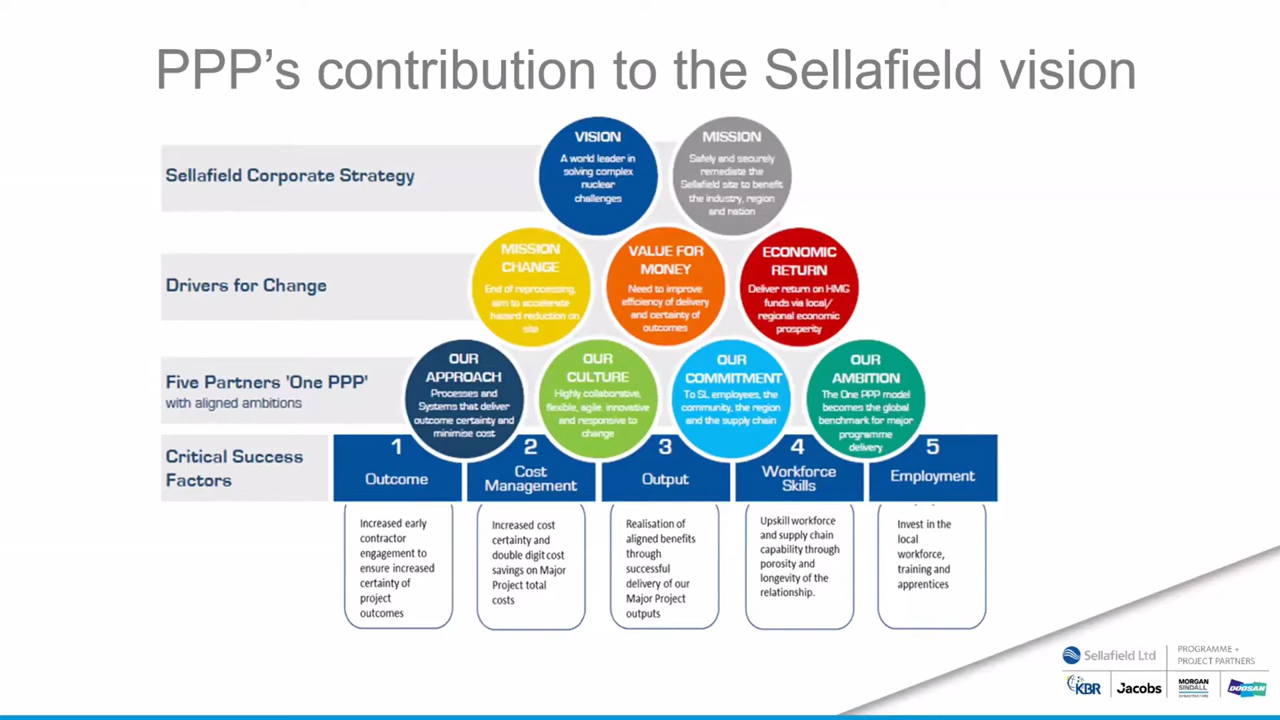 PPP's contribution to the Sellafield vision
Sellafield Corporate Strategy
VISION
A world leader in
solving complex
nuclear
challenges
MISSION
Safely and securely
remediate the
Sellafield site to benefit
the industry, region
and nation
Drivers for Change
MISSION
CHANGE
End of reprocessing,
aim to accelerate
hazard reduction on
site
VALUE FOR
MONEY
Need to improve
efficiency of delivery
and certainty of
outcomes
ECONOMIC
RETURN
Deliver return on HMG
funds via local/
regional economic
prosperity
Five Partners 'One PPP'
with aligned ambitions
OUR
APPROACH
Processes and
Systems that deliver
outcome certainty and
minimise cost
OUR
CULTURE
Highly collaborative,
flexible, agile, innovative
and responsive to
change
OUR
COMMITMENT
To SL employees, the
community, the region
and the supply chain
OUR
AMBITION
The One PPP model
becomes the global
benchmark for major
programme
delivery
Critical Success
Factors
1
Outcome
2
Cost
Management
3
Output
4
Workforce
Skills
5
Employment
Increased early
contractor
engagement to
ensure increased
certainty of
project
outcomes
Increased cost
certainty and
double digit cost
savings on Major
Project total
costs
Realisation of
aligned benefits
through
successful
delivery of our
Major Project
outputs
Upskill workforce
and supply chain
capability through
porosity and
longevity of the
relationship.
Invest in the
local
workforce,
training and
apprentices
Sellafield Ltd
PROGRAMME +
PROJECT PARTNERS
KBR
Jacobs
MORGAN
SINDALL
INFRASTRUCTURE
DOOSAN